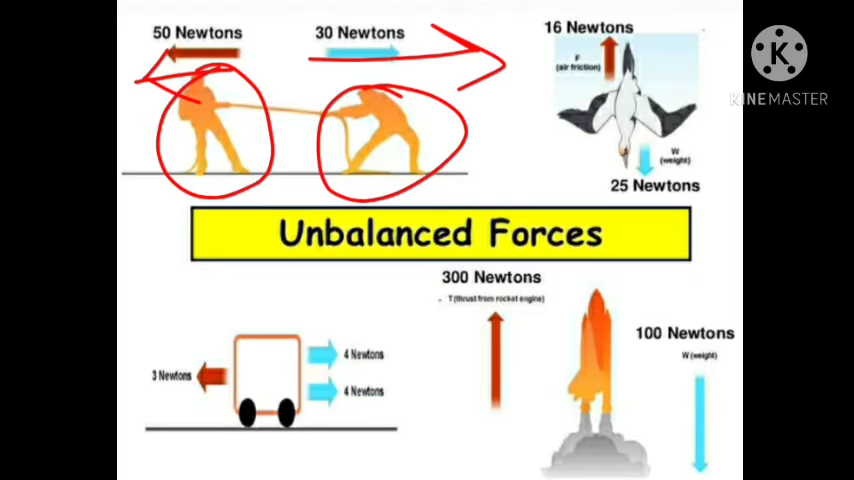 50 Newtons
30 Newtons
16 Newtons
F
(air friction)
W
(weight)
25 Newtons
K
KINEMASTER
Unbalanced Forces
300 Newtons
T (thrust from rocket engine)
100 Newtons
W (weight)
3 Newtons
4 Newtons
4 Newtons